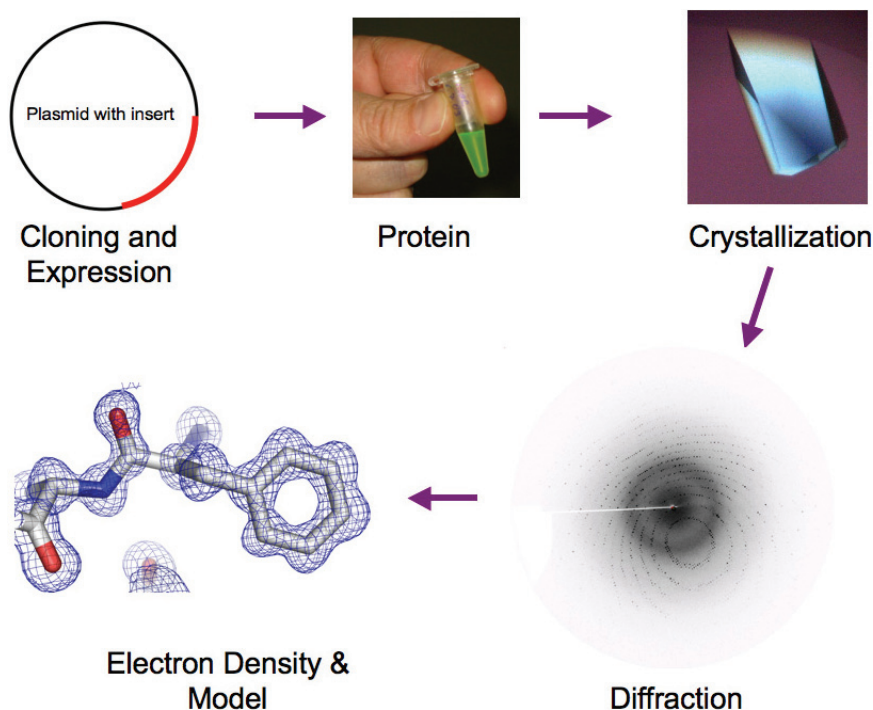 Plasmid with insert
Cloning and
Expression
Protein
Crystallization
Electron Density &
Model
Diffraction